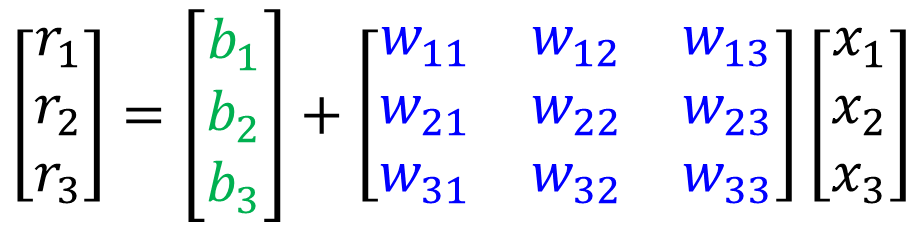 r₁ b₁ w₁₁ w₁₂ w₁₃ x₁
r₂ = b₂ + w₂₁ w₂₂ w₂₃ x₂
r₃ b₃ w₃₁ w₃₂ w₃₃ x₃